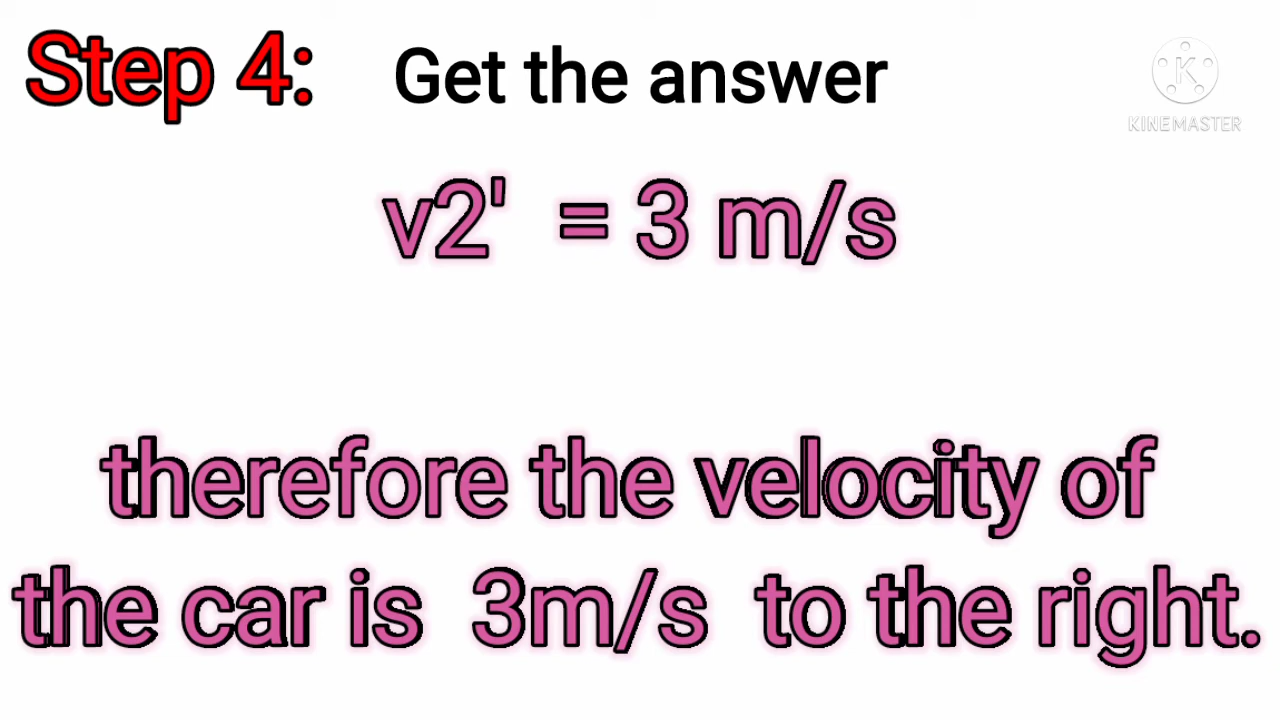 Step 4: Get the answer
K
KINEMASTER
v2' = 3 m/s
therefore the velocity of
the car is 3m/s to the right.